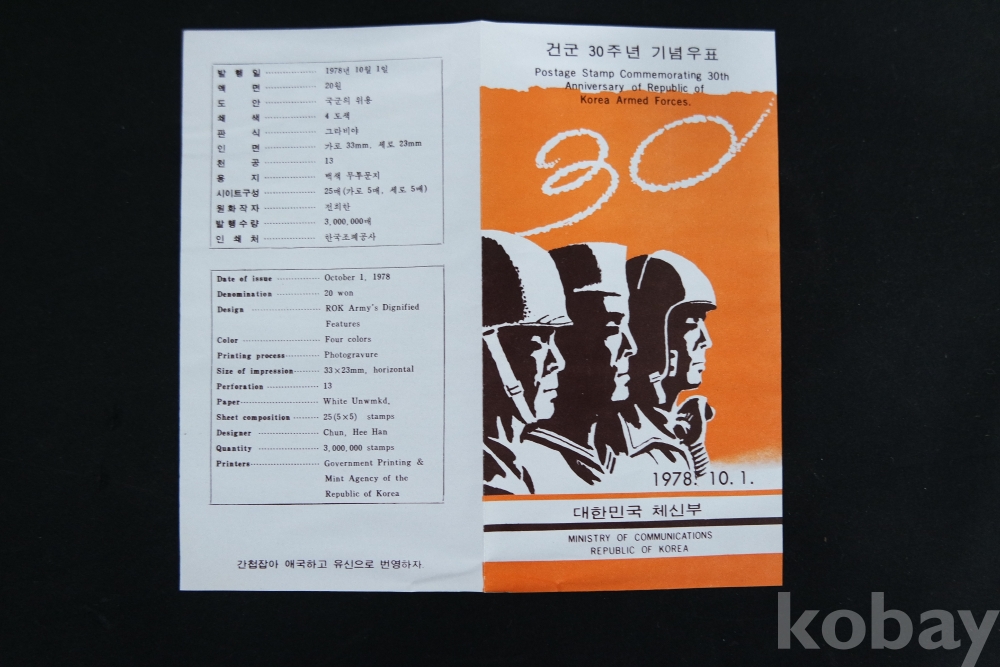 발 행 일 1978년 10월 1일
액 면 20원
도 안 국군의 위용
쇄 색 4 도색
판 식 그라비아
인 면 가로 33mm, 세로 23mm
천 공 13
용 지 백색 무투문지
시이트구성 25매(가로 5매, 세로 5매)
원화작자 전희한
발행수량 3,000,000매
인 쇄 처 한국조폐공사
Date of issue October 1, 1978
Denomination 20 won
Design ROK Army's Dignified
Features
Color Four colors
Printing process Photogravure
Size of impression 33×23mm, horizontal
Perforation 13
Paper White Unwmkd,
Sheet composition 25(5×5) stamps
Designer Chun, Hee Han
Quantity 3,000,000 stamps
Printers Government Printing &
Mint Agency of the
Republic of Korea
간첩잡아 애국하고 유신으로 번영하자.
건군 30주년 기념우표
Postage Stamp Commemorating 30th
Anniversary of Republic of
Korea Armed Forces.
30
1978. 10. 1.
대한민국 체신부
MINISTRY OF COMMUNICATIONS
REPUBLIC OF KOREA
kobay